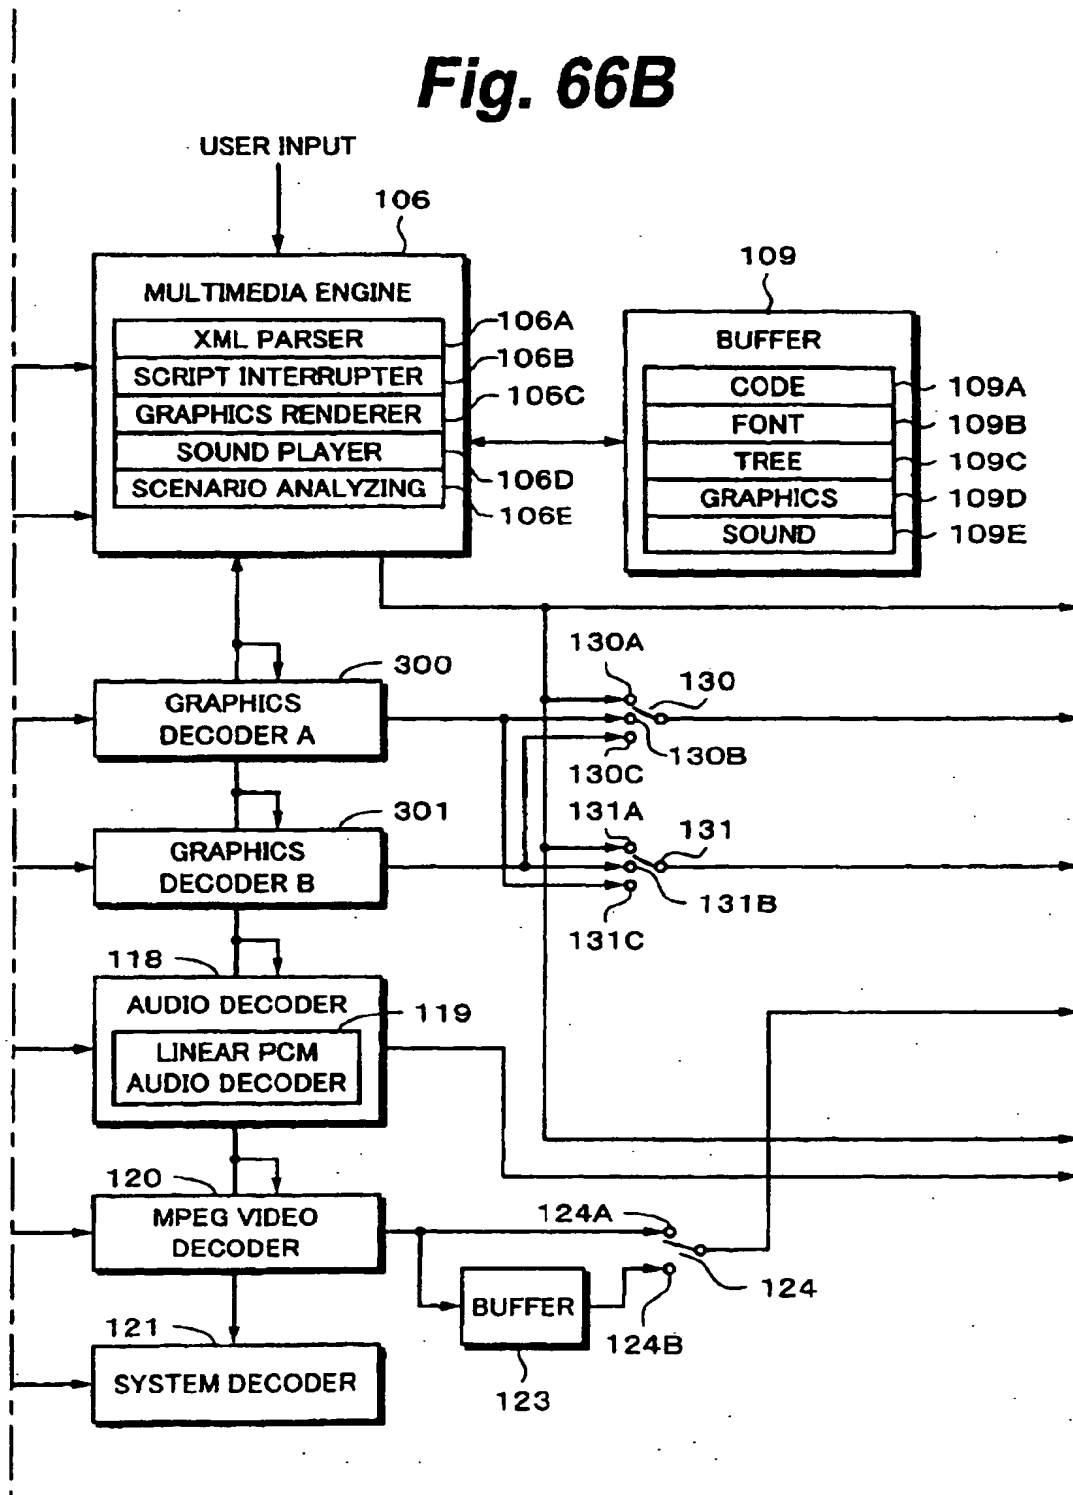 Fig. 66B
USER INPUT
106
MULTIMEDIA ENGINE
XML PARSER
106A
SCRIPT INTERRUPTER
106B
GRAPHICS RENDERER
106C
SOUND PLAYER
106D
SCENARIO ANALYZING
106E
109
BUFFER
CODE
109A
FONT
109B
TREE
109C
GRAPHICS
109D
SOUND
109E
300
GRAPHICS
DECODER A
130A
130
130B
130C
301
GRAPHICS
DECODER B
131A
131
131B
131C
118
AUDIO DECODER
119
LINEAR PCM
AUDIO DECODER
120
MPEG VIDEO
DECODER
124A
124
124B
BUFFER
123
121
SYSTEM DECODER